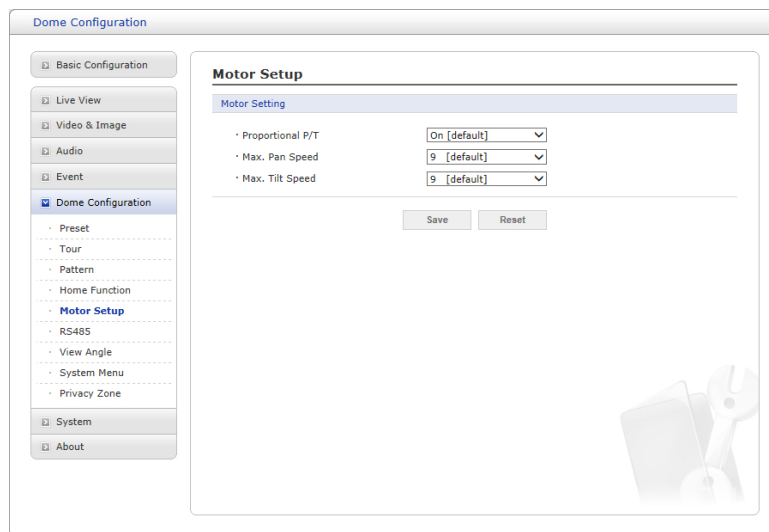 Dome Configuration
Basic Configuration
Live View
Video & Image
Audio
Event
Dome Configuration
· Preset
· Tour
· Pattern
· Home Function
· Motor Setup
· RS485
· View Angle
· System Menu
· Privacy Zone
System
About
Motor Setup
Motor Setting
· Proportional P/T On [default]
· Max. Pan Speed 9 [default]
· Max. Tilt Speed 9 [default]
Save Reset